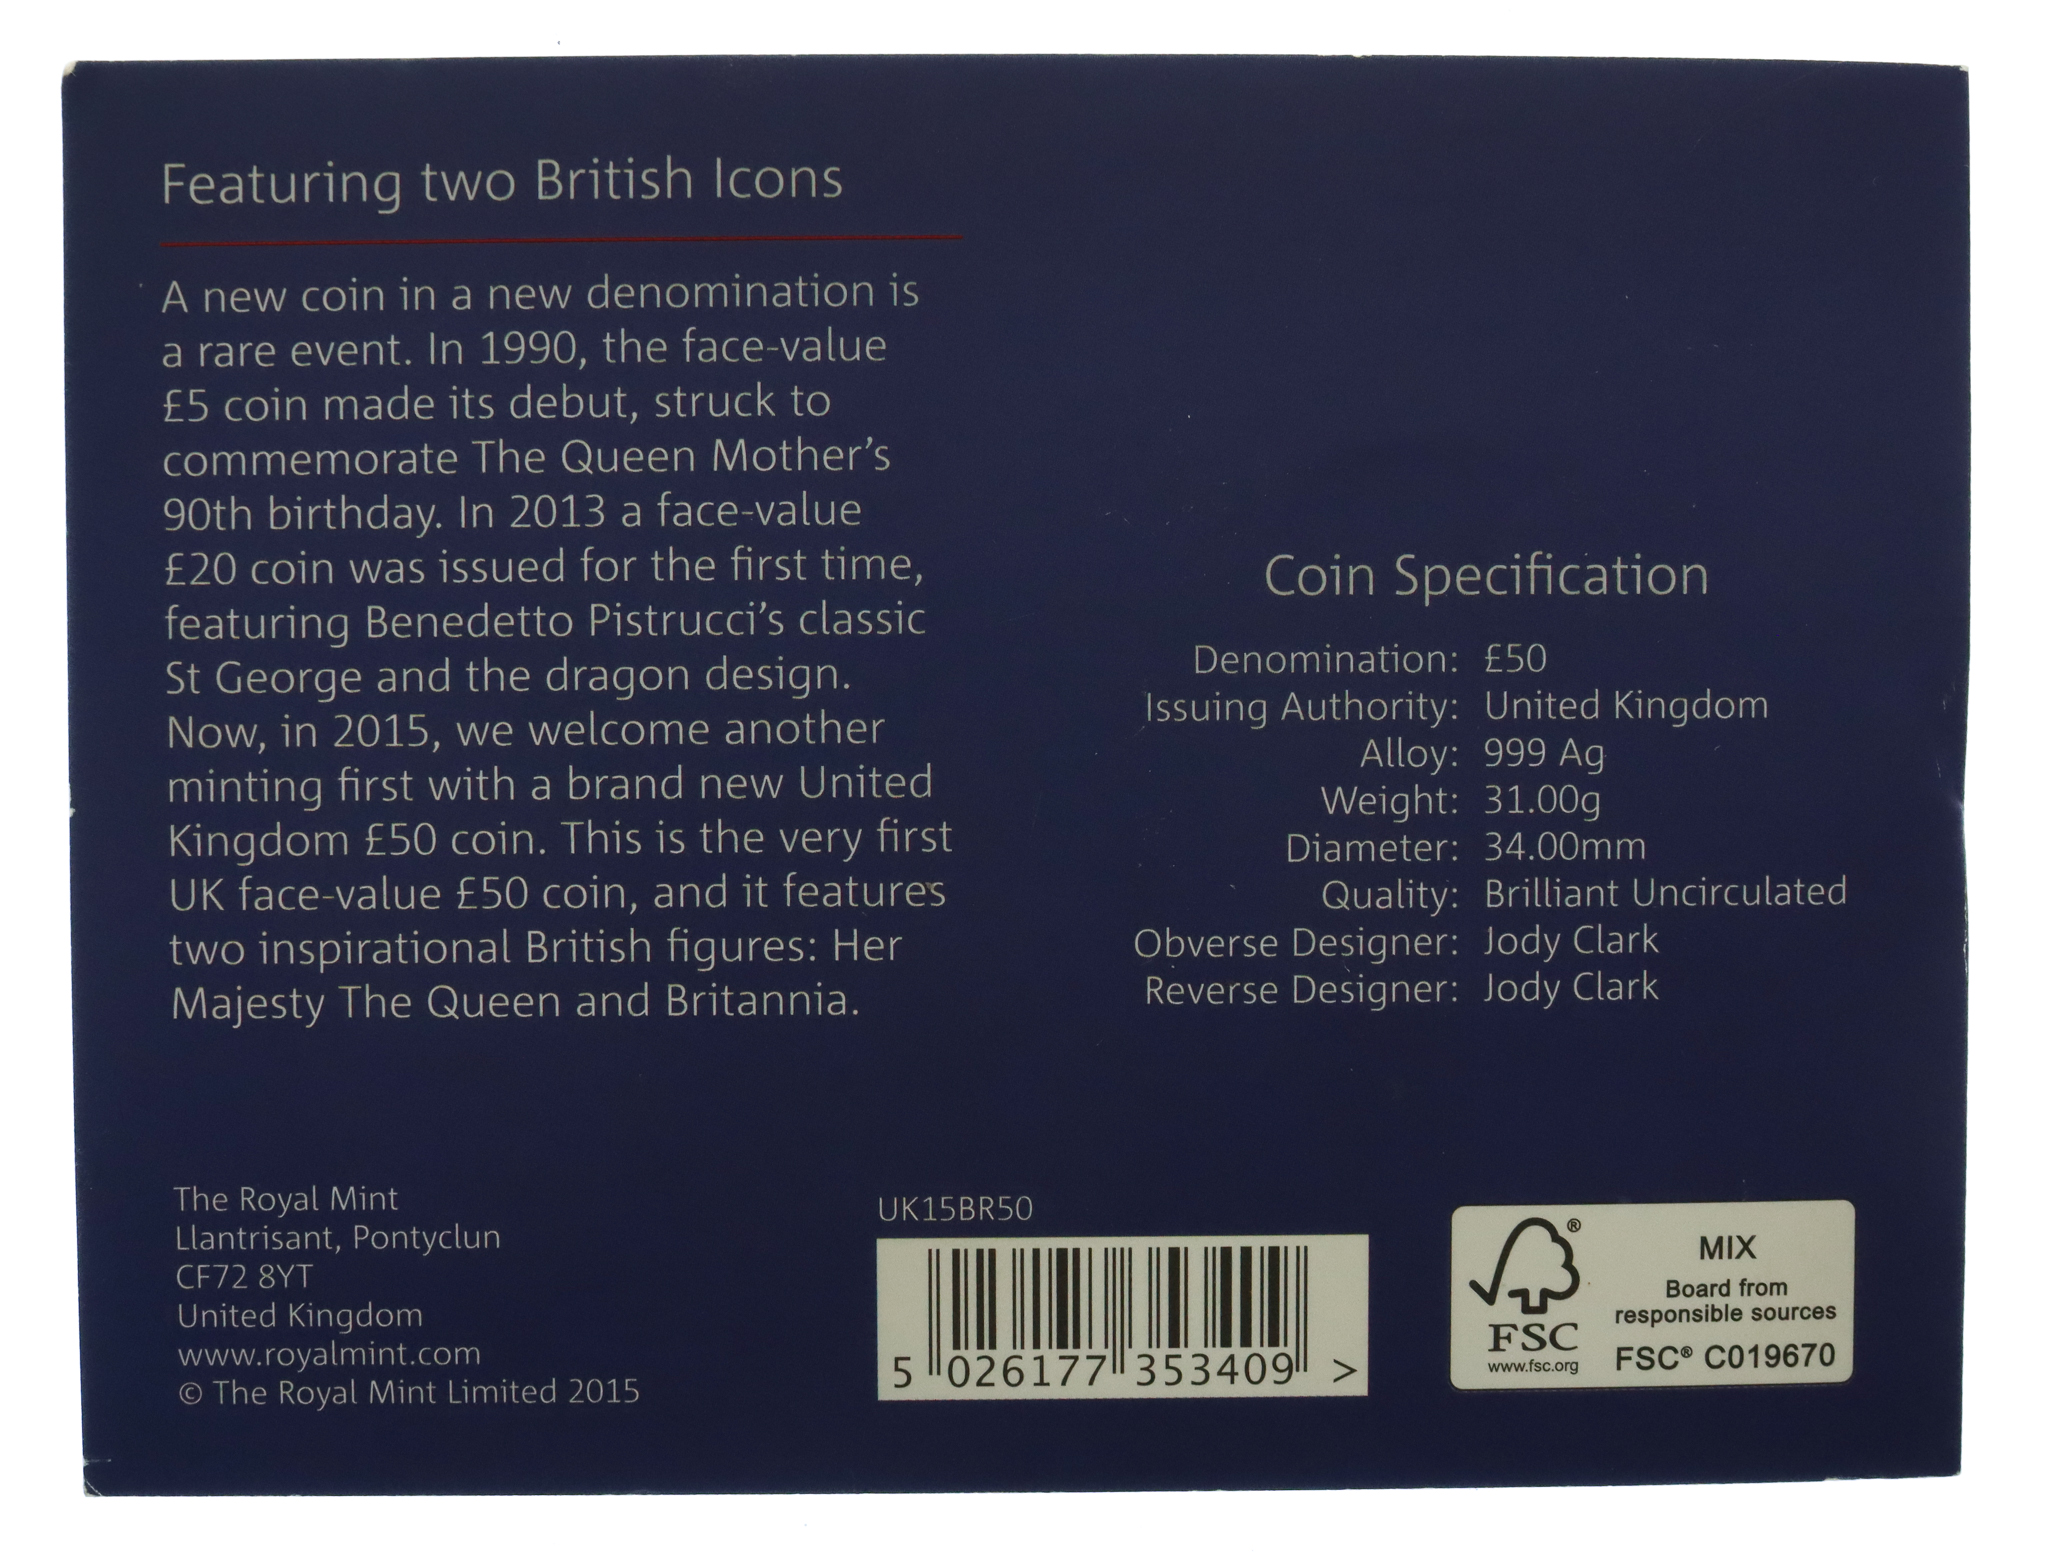 Featuring two British Icons
A new coin in a new denomination is
a rare event. In 1990, the face-value
£5 coin made its debut, struck to
commemorate The Queen Mother's
90th birthday. In 2013 a face-value
£20 coin was issued for the first time,
featuring Benedetto Pistrucci's classic
St George and the dragon design.
Now, in 2015, we welcome another
minting first with a brand new United
Kingdom £50 coin. This is the very first
UK face-value £50 coin, and it features
two inspirational British figures: Her
Majesty The Queen and Britannia.
Coin Specification
Denomination: £50
Issuing Authority: United Kingdom
Alloy: 999 Ag
Weight: 31.00g
Diameter: 34.00mm
Quality: Brilliant Uncirculated
Obverse Designer: Jody Clark
Reverse Designer: Jody Clark
The Royal Mint
Llantrisant, Pontyclun
CF72 8YT
United Kingdom
www.royalmint.com
© The Royal Mint Limited 2015
UK15BR50
5 026177 353409 >
FSC®
www.fsc.org
MIX
Board from
responsible sources
FSC® C019670